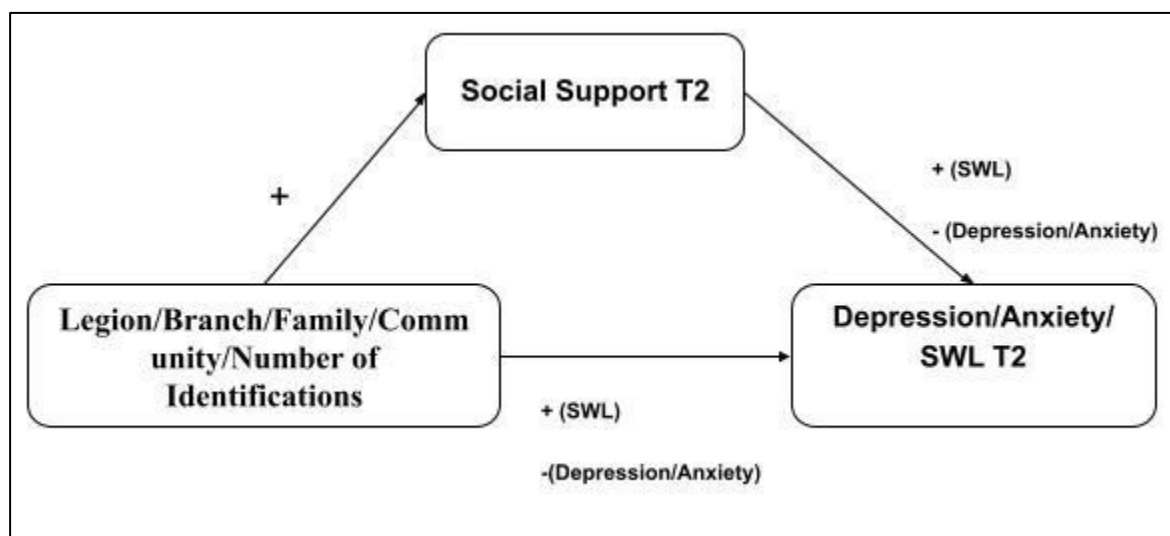 Social Support T2
+
+ (SWL)
- (Depression/Anxiety)
Legion/Branch/Family/Comm
unity/Number of
Identifications
Depression/Anxiety/
SWL T2
+ (SWL)
-(Depression/Anxiety)